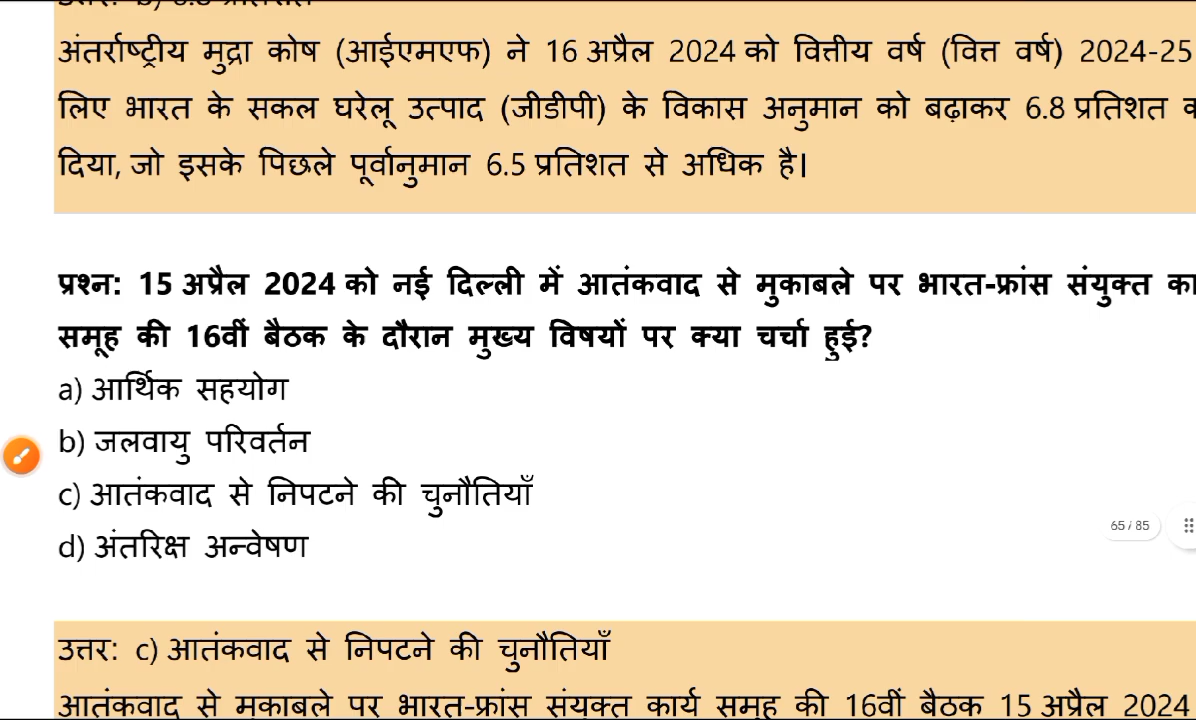 अंतर्राष्ट्रीय मुद्रा कोष (आईएमएफ) ने 16 अप्रैल 2024 को वित्तीय वर्ष (वित्त वर्ष) 2024-25
लिए भारत के सकल घरेलू उत्पाद (जीडीपी) के विकास अनुमान को बढ़ाकर 6.8 प्रतिशत
दिया, जो इसके पिछले पूर्वानुमान 6.5 प्रतिशत से अधिक है।
प्रश्न: 15 अप्रैल 2024 को नई दिल्ली में आतंकवाद से मुकाबले पर भारत-फ्रांस संयुक्त
समूह की 16वीं बैठक के दौरान मुख्य विषयों पर क्या चर्चा हुई?
a) आर्थिक सहयोग
b) जलवायु परिवर्तन
c) आतंकवाद से निपटने की चुनौतियाँ
d) अंतरिक्ष अन्वेषण
65 / 85
उत्तर: c) आतंकवाद से निपटने की चुनौतियाँ
आतंकवाद से मुकाबले पर भारत-फ्रांस संयुक्त कार्य समूह की 16वीं बैठक 15 अप्रैल 2024